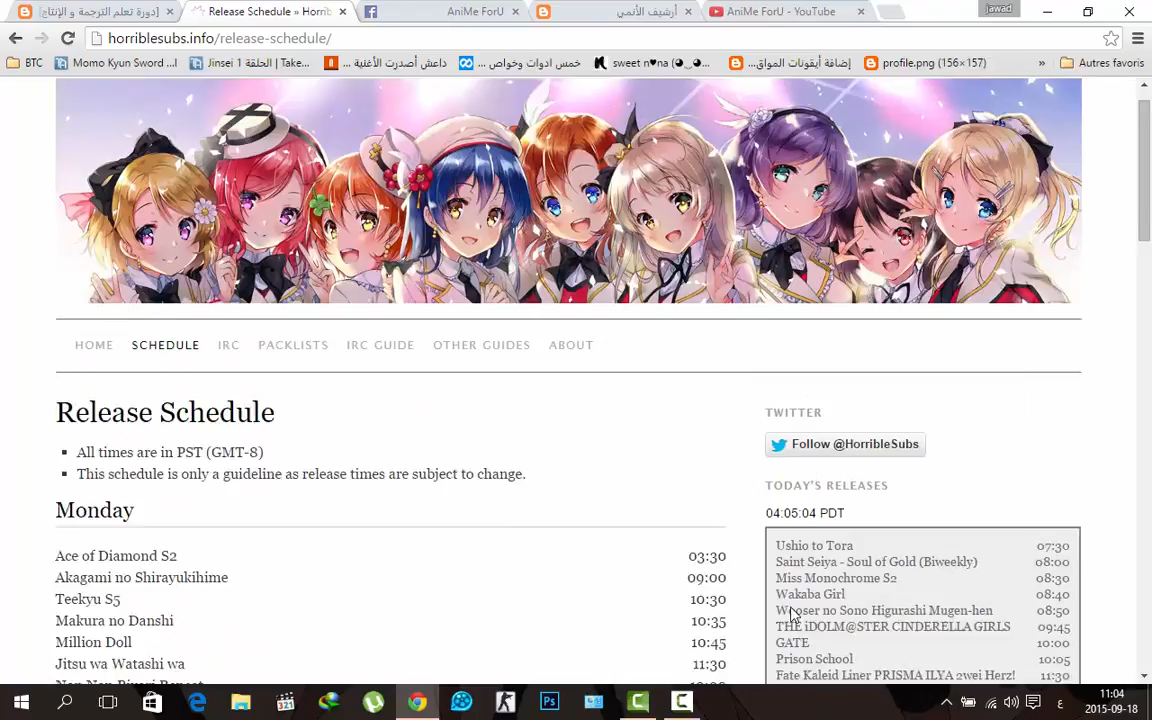 [دورة تعلم الترجمة و الإنتاج
Release Schedule » Horrib
AniMe ForU
أرشيف الأنمي
AniMe ForU - YouTube
jawad
horriblesubs.info/release-schedule/
BTC
Momo Kyun Sword ...
Jinsei 1 الحلقة | Take...
داعش أصدرت الأغنية ...
خمس ادوات وخواص ...
sweet n♥na (◕‿◕...
إضافة أيقونات المواق...
profile.png (156×157)
»
Autres favoris
HOME SCHEDULE IRC PACKLISTS IRC GUIDE OTHER GUIDES ABOUT
Release Schedule
All times are in PST (GMT-8)
This schedule is only a guideline as release times are subject to change.
Monday
Ace of Diamond S2 03:30
Akagami no Shirayukihime 09:00
Teekyu S5 10:30
Makura no Danshi 10:35
Million Doll 10:45
Jitsu wa Watashi wa 11:30
TWITTER
Follow @HorribleSubs
TODAY'S RELEASES
04:05:04 PDT
Ushio to Tora 07:30
Saint Seiya - Soul of Gold (Biweekly) 08:00
Miss Monochrome S2 08:30
Wakaba Girl 08:40
Wooser no Sono Higurashi Mugen-hen 08:50
THE iDOLM@STER CINDERELLA GIRLS 09:45
GATE 10:00
Prison School 10:05
Fate Kaleid Liner PRISMA ILYA 2wei Herz! 11:30
321
Ps
ع
11:04
2015-09-18